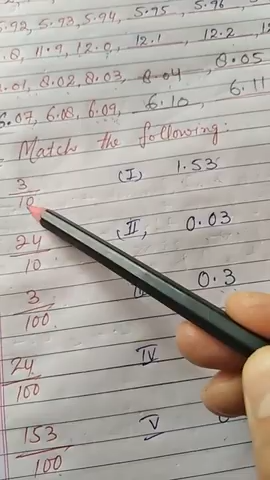 5.92, 5.93, 5.94, 5.95, 5.96
.8, 11.9, 12.0, 12.1, 12.2, 12
.01, 8.02, 8.03, 8.04, 8.05
6.07, 6.08, 6.09, 6.10, 6.11
Match the following:
3/10 (I) 1.53
24/10 (II) 0.03
3/100 0.3
24/100 IV
153/100 V